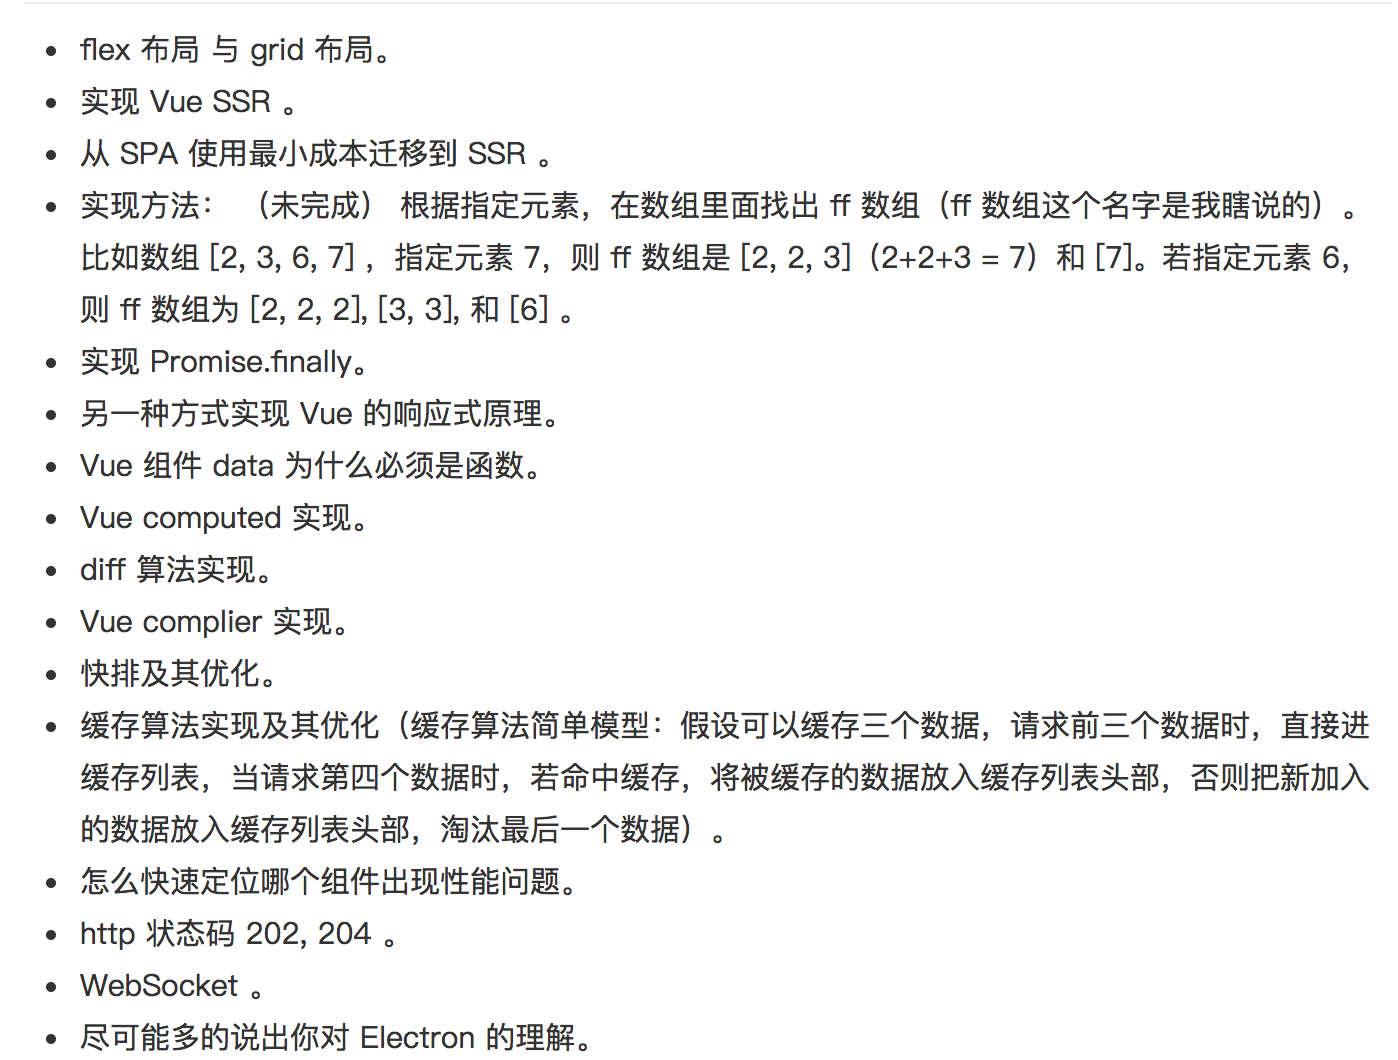 flex 布局 与 grid 布局。
实现 Vue SSR 。
从 SPA 使用最小成本迁移到 SSR 。
实现方法： （未完成） 根据指定元素，在数组里面找出 ff 数组（ff 数组这个名字是我瞎说的）。
比如数组 [2, 3, 6, 7] ，指定元素 7，则 ff 数组是 [2, 2, 3]（2+2+3 = 7）和 [7]。若指定元素 6，
则 ff 数组为 [2, 2, 2], [3, 3], 和 [6] 。
实现 Promise.finally。
另一种方式实现 Vue 的响应式原理。
Vue 组件 data 为什么必须是函数。
Vue computed 实现。
diff 算法实现。
Vue complier 实现。
快排及其优化。
缓存算法实现及其优化（缓存算法简单模型：假设可以缓存三个数据，请求前三个数据时，直接进
缓存列表，当请求第四个数据时，若命中缓存，将被缓存的数据放入缓存列表头部，否则把新加入
的数据放入缓存列表头部，淘汰最后一个数据）。
怎么快速定位哪个组件出现性能问题。
http 状态码 202, 204 。
WebSocket 。
尽可能多的说出你对 Electron 的理解。